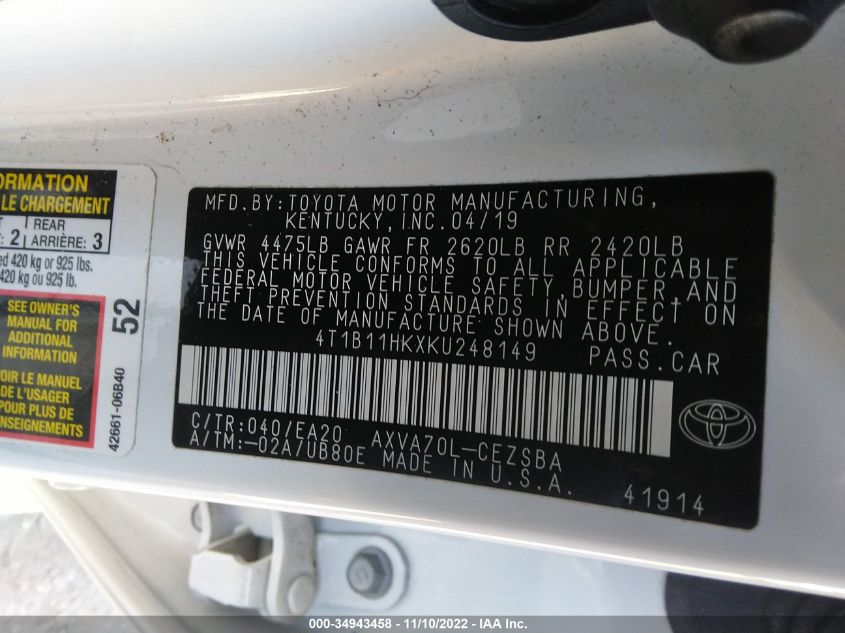 ORMATION
LE CHARGEMENT
2
REAR
ARRIÈRE: 3
420 kg or 925 lbs.
420 kg ou 925 lb.
SEE OWNER'S
MANUAL FOR
ADDITIONAL
INFORMATION
OIR LE MANUEL
DE L'USAGER
POUR PLUS DE
ENSEIGNEMENTS
52
42661-06B40
MFD.BY:TOYOTA MOTOR MANUFACTURING,
KENTUCKY,INC.04/19
GVWR 4475LB GAWR FR 2620LB RR 2420LB
THIS VEHICLE CONFORMS TO ALL APPLICABLE
FEDERAL MOTOR VEHICLE SAFETY,BUMPER,AND
THEFT PREVENTION STANDARDS IN EFFECT ON
THE DATE OF MANUFACTURE SHOWN ABOVE.
4T1B11HKXKU248149 PASS.CAR
C/TR:040/EA20 AXVA70L-CEZSBA
A/TM:-02A/UB80E MADE IN U.S.A.
41914
000-34943458 - 11/10/2022 - IAA Inc.